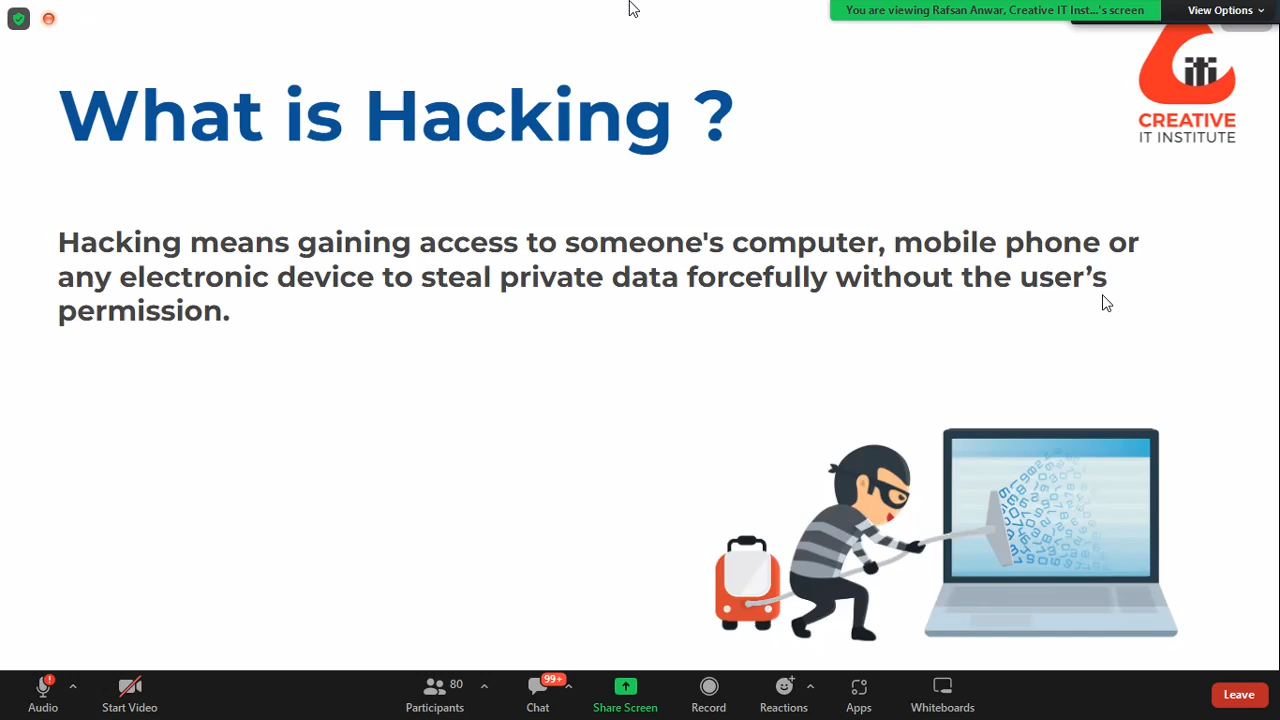 You are viewing Rafsan Anwar, Creative IT Inst...'s screen
View Options
What is Hacking ?
iti
CREATIVE
IT INSTITUTE
Hacking means gaining access to someone's computer, mobile phone or
any electronic device to steal private data forcefully without the user’s
permission.
Audio
Start Video
80
Participants
99+
Chat
Share Screen
Record
Reactions
Apps
Whiteboards
Leave